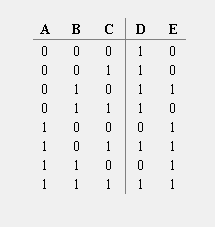 A B C D E
0 0 0 1 0
0 0 1 1 0
0 1 0 1 1
0 1 1 1 0
1 0 0 0 1
1 0 1 1 1
1 1 0 0 1
1 1 1 1 1